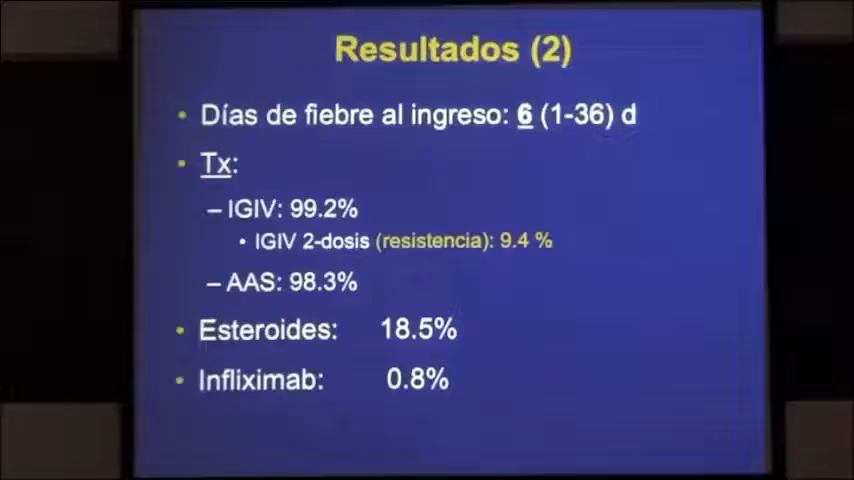 Resultados (2)
• Días de fiebre al ingreso: 6 (1-36) d
• Tx:
– IGIV: 99.2%
• IGIV 2-dosis (resistencia): 9.4 %
– AAS: 98.3%
• Esteroides: 18.5%
• Infliximab: 0.8%